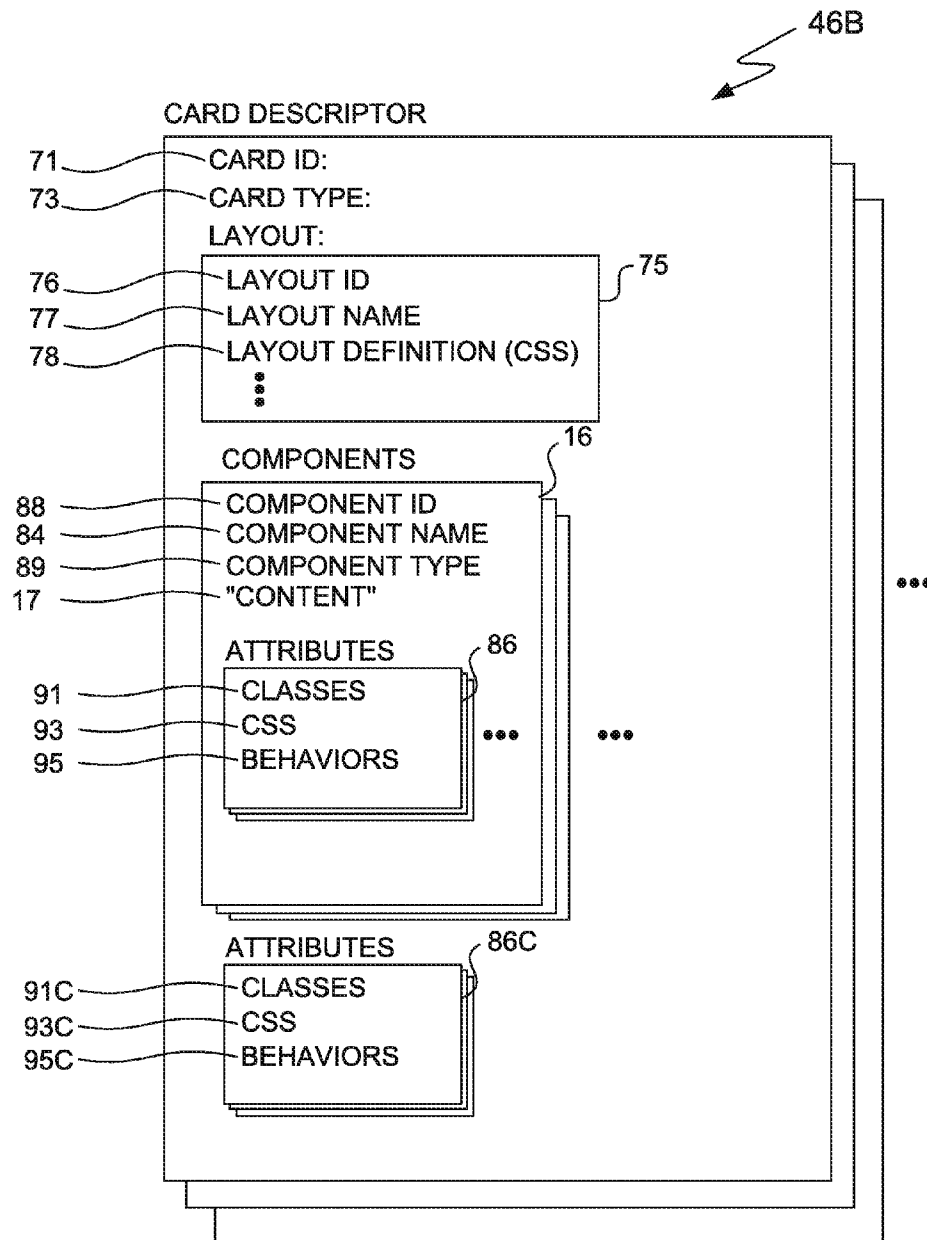 46B
CARD DESCRIPTOR
71 CARD ID:
73 CARD TYPE:
LAYOUT:
75
76 LAYOUT ID
77 LAYOUT NAME
78 LAYOUT DEFINITION (CSS)
16
COMPONENTS
88 COMPONENT ID
84 COMPONENT NAME
89 COMPONENT TYPE
17 "CONTENT"
ATTRIBUTES 86
91 CLASSES
93 CSS
95 BEHAVIORS
ATTRIBUTES 86C
91C CLASSES
93C CSS
95C BEHAVIORS